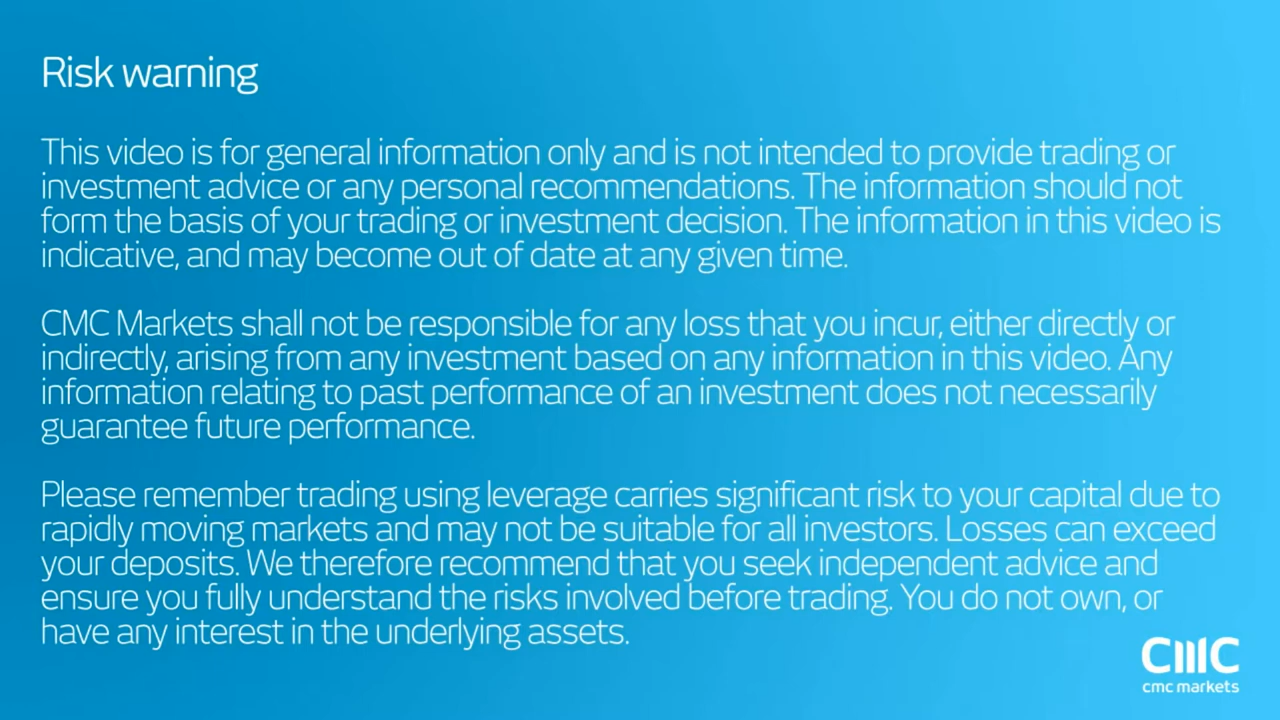 Risk warning
This video is for general information only and is not intended to provide trading or
investment advice or any personal recommendations. The information should not
form the basis of your trading or investment decision. The information in this video is
indicative, and may become out of date at any given time.
CMC Markets shall not be responsible for any loss that you incur, either directly or
indirectly, arising from any investment based on any information in this video. Any
information relating to past performance of an investment does not necessarily
guarantee future performance.
Please remember trading using leverage carries significant risk to your capital due to
rapidly moving markets and may not be suitable for all investors. Losses can exceed
your deposits. We therefore recommend that you seek independent advice and
ensure you fully understand the risks involved before trading. You do not own, or
have any interest in the underlying assets.
CMC
cmc markets